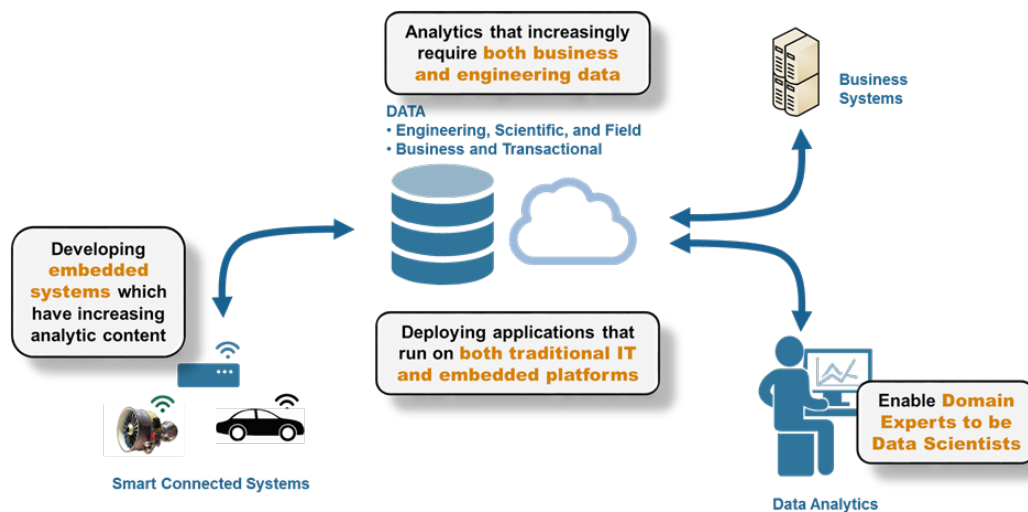 Analytics that increasingly
require both business
and engineering data
DATA
• Engineering, Scientific, and Field
• Business and Transactional
Business
Systems
Developing
embedded
systems which
have increasing
analytic content
Deploying applications that
run on both traditional IT
and embedded platforms
Enable Domain
Experts to be
Data Scientists
Smart Connected Systems
Data Analytics